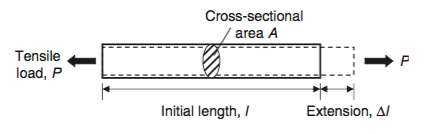 Cross-sectional
area A
Tensile
load, P
P
Initial length, l
Extension, Δl